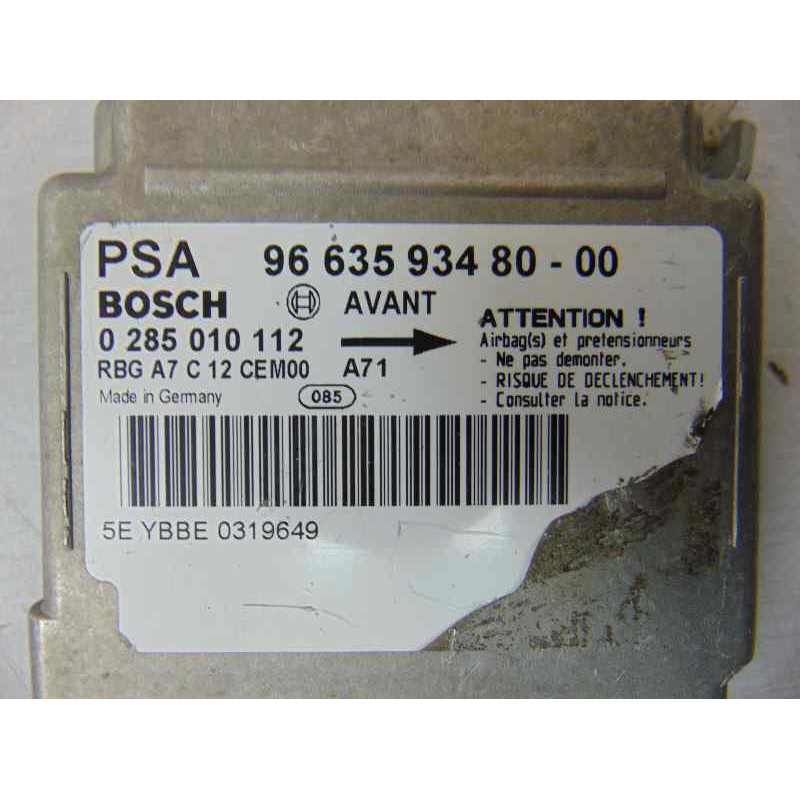 PSA 96 635 934 80 - 00
BOSCH AVANT
0 285 010 112
RBG A7 C 12 CEM00 A71
Made in Germany 085
ATTENTION !
Airbag(s) et pretensionneurs
- Ne pas demonter.
- RISQUE DE DECLENCHEMENT!
- Consulter la notice.
5E YBBE 0319649